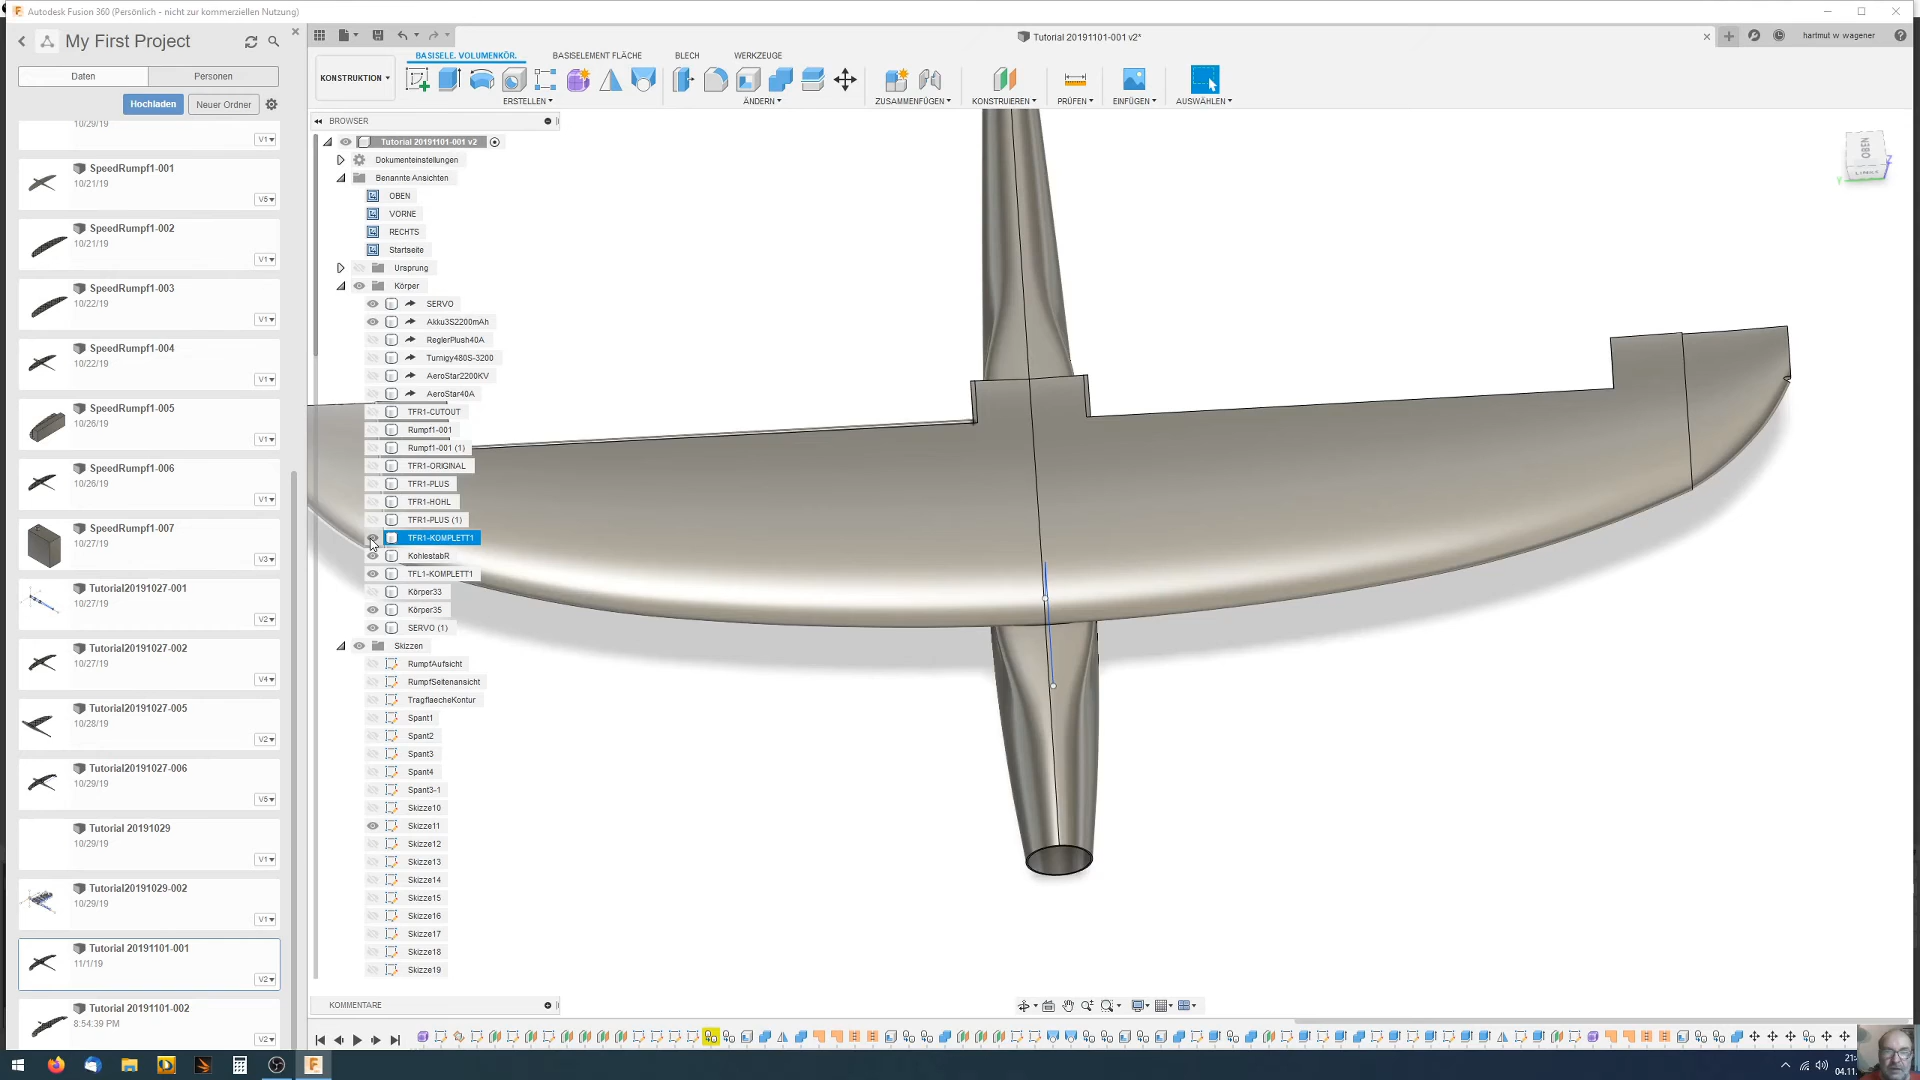 Autodesk Fusion 360 (Persönlich - nicht zur kommerziellen Nutzung)
My First Project
Tutorial 20191101-001 v2*
hartmut w wagener
Daten
Personen
Hochladen
Neuer Ordner
BASISELE. VOLUMENKÖR.
BASISELEMENT FLÄCHE
BLECH
WERKZEUGE
KONSTRUKTION
ERSTELLEN
ÄNDERN
ZUSAMMENFÜGEN
KONSTRUIEREN
PRÜFEN
EINFÜGEN
AUSWÄHLEN
10/29/19
V1
SpeedRumpf1-001
10/21/19
V5
SpeedRumpf1-002
10/21/19
V1
SpeedRumpf1-003
10/22/19
V1
SpeedRumpf1-004
10/22/19
V1
SpeedRumpf1-005
10/26/19
V1
SpeedRumpf1-006
10/26/19
V1
SpeedRumpf1-007
10/27/19
V3
Tutorial20191027-001
10/27/19
V2
Tutorial20191027-002
10/27/19
V4
Tutorial20191027-005
10/28/19
V2
Tutorial20191027-006
10/29/19
V5
Tutorial 20191029
10/29/19
V1
Tutorial20191029-002
10/29/19
V1
Tutorial 20191101-001
11/1/19
V2
Tutorial 20191101-002
8:54:39 PM
V2
BROWSER
Tutorial 20191101-001 v2
Dokumenteinstellungen
Benannte Ansichten
OBEN
VORNE
RECHTS
Startseite
Ursprung
Körper
SERVO
Akku3S2200mAh
ReglerPlush40A
Turnigy480S-3200
AeroStar2200KV
AeroStar40A
TFR1-CUTOUT
Rumpf1-001
Rumpf1-001 (1)
TFR1-ORIGINAL
TFR1-PLUS
TFR1-HOHL
TFR1-PLUS (1)
TFR1-KOMPLETT1
KohlestabR
TFL1-KOMPLETT1
Körper33
Körper35
SERVO (1)
Skizzen
RumpfAufsicht
RumpfSeitenansicht
TragflaecheKontur
Spant1
Spant2
Spant3
Spant4
Spant3-1
Skizze10
Skizze11
Skizze12
Skizze13
Skizze14
Skizze15
Skizze16
Skizze17
Skizze18
Skizze19
KOMMENTARE
OBEN
LINKS
Y
Z
21:
04.11.